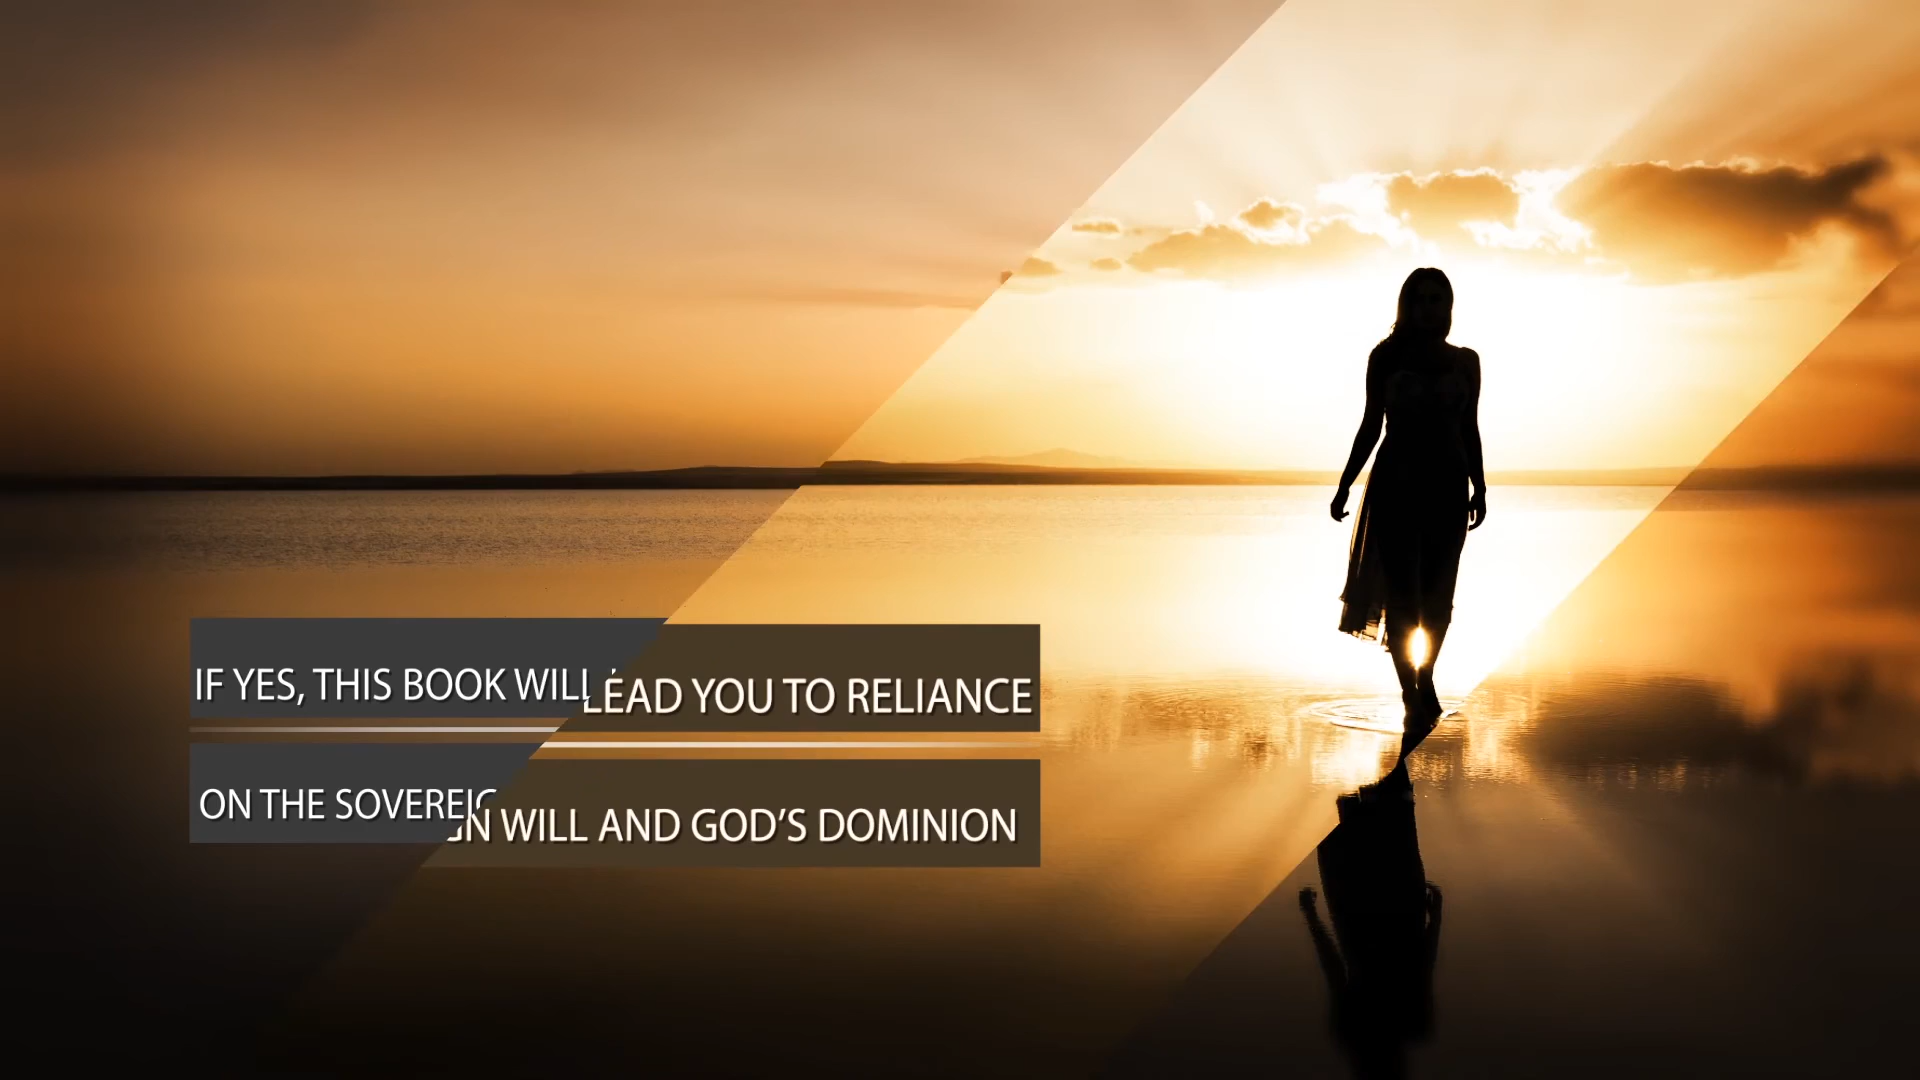 IF YES, THIS BOOK WILL LEAD YOU TO RELIANCE
ON THE SOVEREIGN WILL AND GOD'S DOMINION